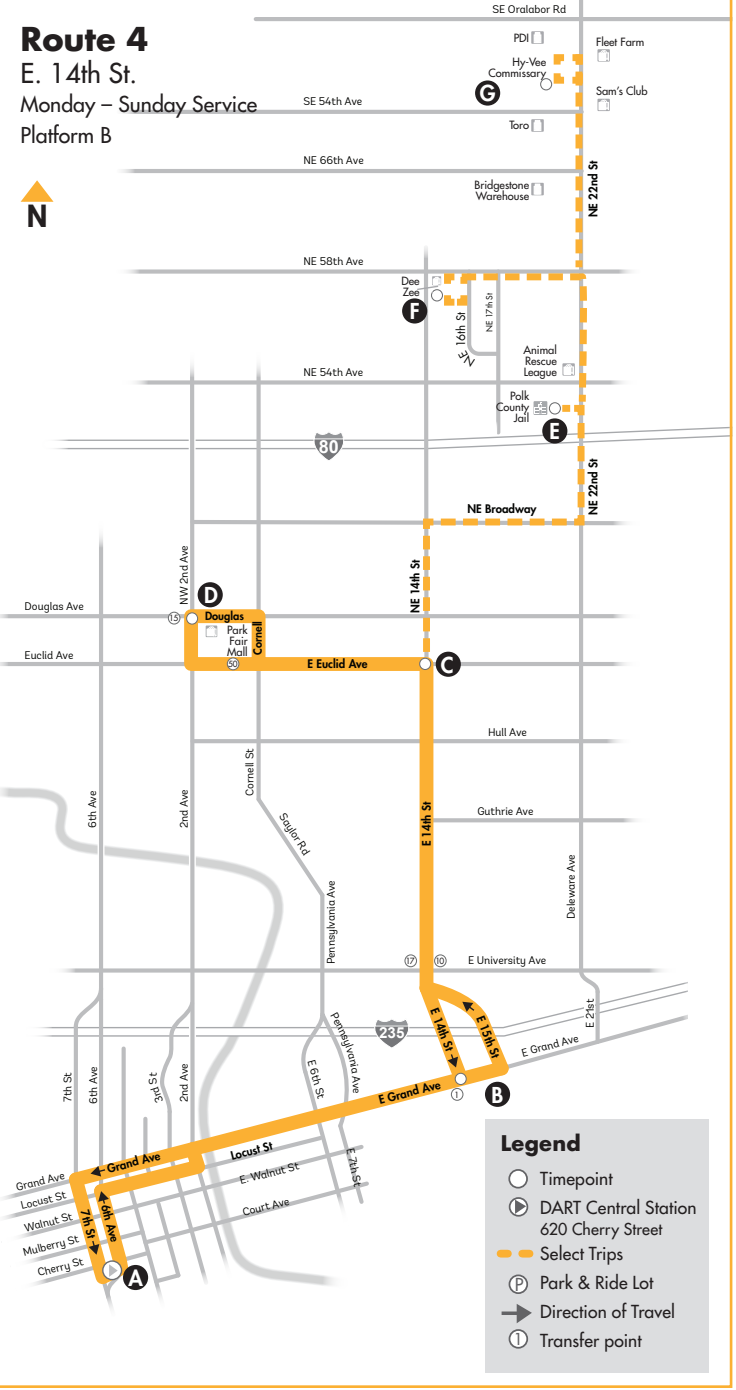 Route 4
E. 14th St.
Monday – Sunday Service
Platform B
N
SE Oralabor Rd
PDI
Fleet Farm
Hy-Vee
Commissary
G
Sam's Club
SE 54th Ave
Toro
NE 66th Ave
Bridgestone
Warehouse
NE 22nd St
NE 58th Ave
Dee
Zee
F
NE 16th St
NE 17th St
Animal
Rescue
League
NE 54th Ave
Polk
County
Jail
E
80
NE 22nd St
NE Broadway
NW 2nd Ave
NE 14th St
D
Douglas Ave
15
Douglas
Park
Fair
Mall
Cornell
Euclid Ave
50
E Euclid Ave
C
Hull Ave
Cornell St
6th Ave
2nd Ave
Saylor Rd
E 14th St
Guthrie Ave
Pennsylvania Ave
Deleware Ave
17
10
E University Ave
E 21st
235
E 14th St
E 15th St
Pennsylvania Ave
E Grand Ave
7th St
6th Ave
3rd St
2nd Ave
E 6th St
E Grand Ave
1
B
Grand Ave
Grand Ave
Locust St
E 7th St
Locust St
E. Walnut St
Walnut St
7th St
6th Ave
Court Ave
Mulberry St
Cherry St
A
Legend
Timepoint
DART Central Station
620 Cherry Street
Select Trips
P Park & Ride Lot
Direction of Travel
1 Transfer point